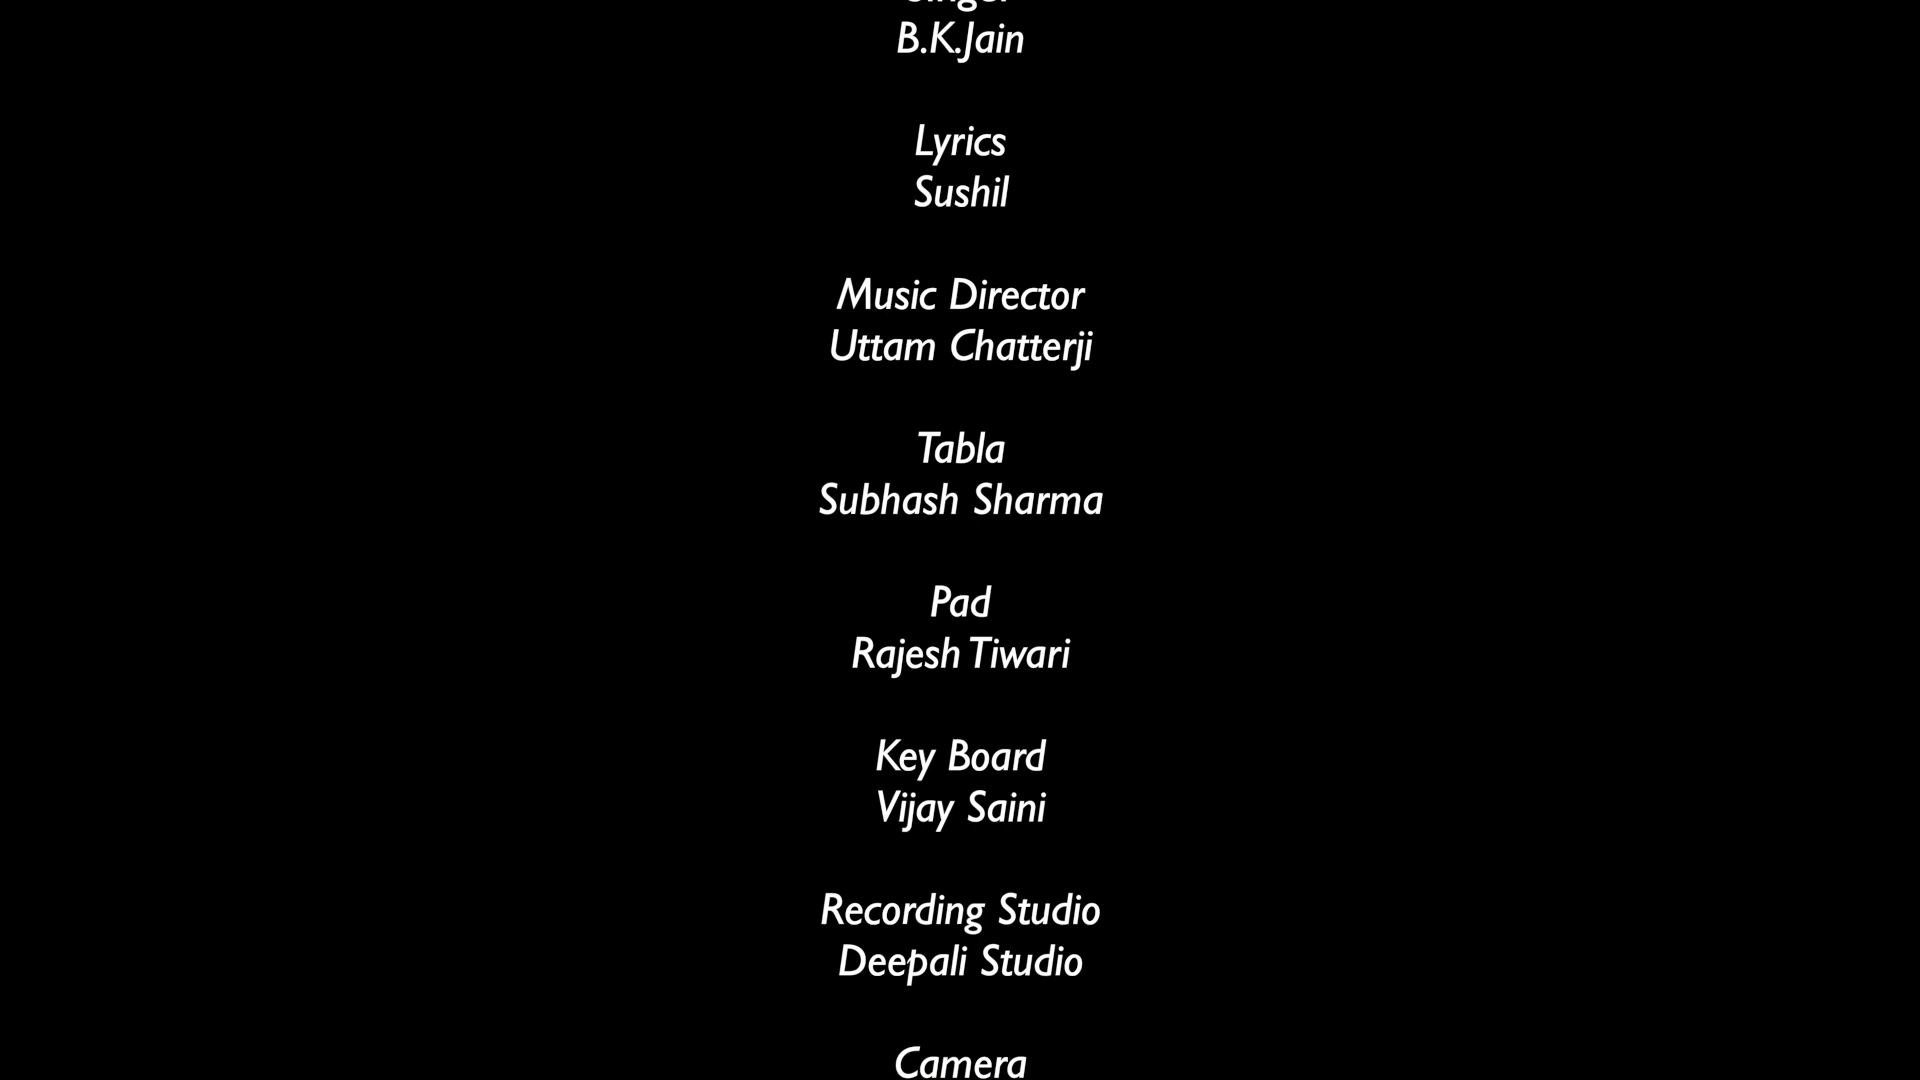 Singer
B.K.Jain
Lyrics
Sushil
Music Director
Uttam Chatterji
Tabla
Subhash Sharma
Pad
Rajesh Tiwari
Key Board
Vijay Saini
Recording Studio
Deepali Studio
Camera